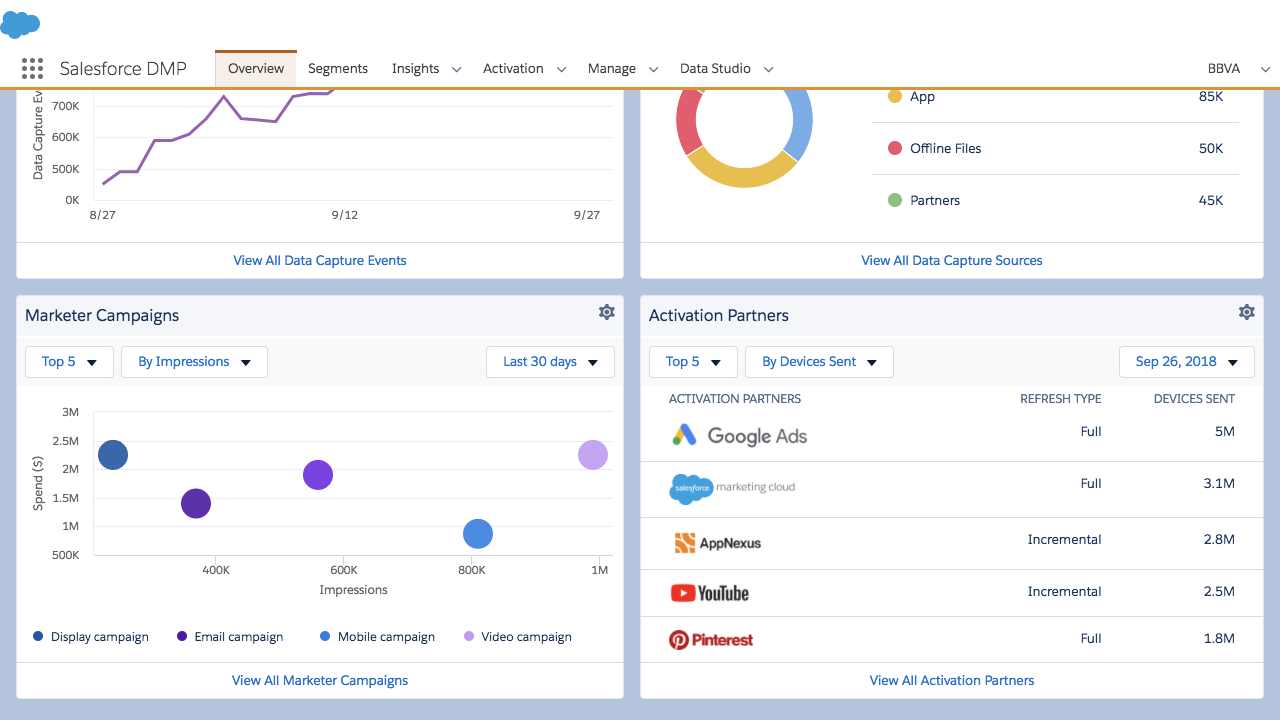 Salesforce DMP
Overview
Segments
Insights
Activation
Manage
Data Studio
BBVA
Data Capture Ev
700K
600K
500K
0K
8/27
9/12
9/27
View All Data Capture Events
App 85K
Offline Files 50K
Partners 45K
View All Data Capture Sources
Marketer Campaigns
Top 5
By Impressions
Last 30 days
Spend ($)
3M
2.5M
2M
1.5M
1M
500K
400K
600K
800K
1M
Impressions
Display campaign
Email campaign
Mobile campaign
Video campaign
View All Marketer Campaigns
Activation Partners
Top 5
By Devices Sent
Sep 26, 2018
ACTIVATION PARTNERS REFRESH TYPE DEVICES SENT
Google Ads Full 5M
salesforce marketing cloud Full 3.1M
AppNexus Incremental 2.8M
YouTube Incremental 2.5M
Pinterest Full 1.8M
View All Activation Partners